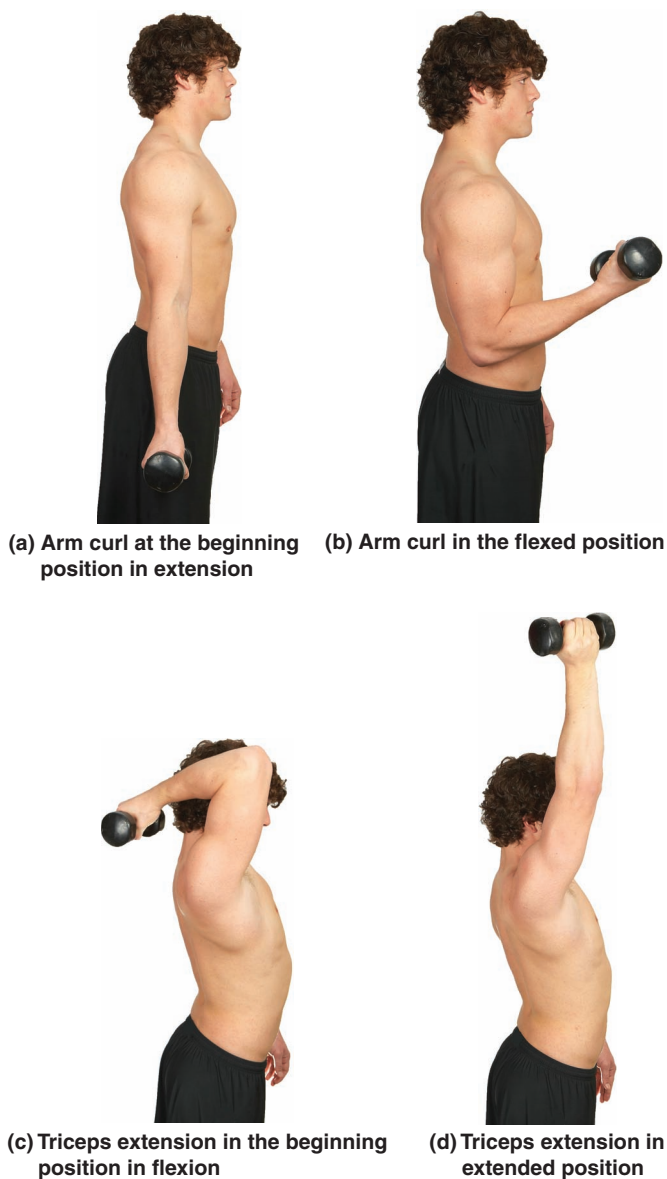 (a) Arm curl at the beginning
position in extension
(b) Arm curl in the flexed position
(c) Triceps extension in the beginning
position in flexion
(d) Triceps extension in
extended position